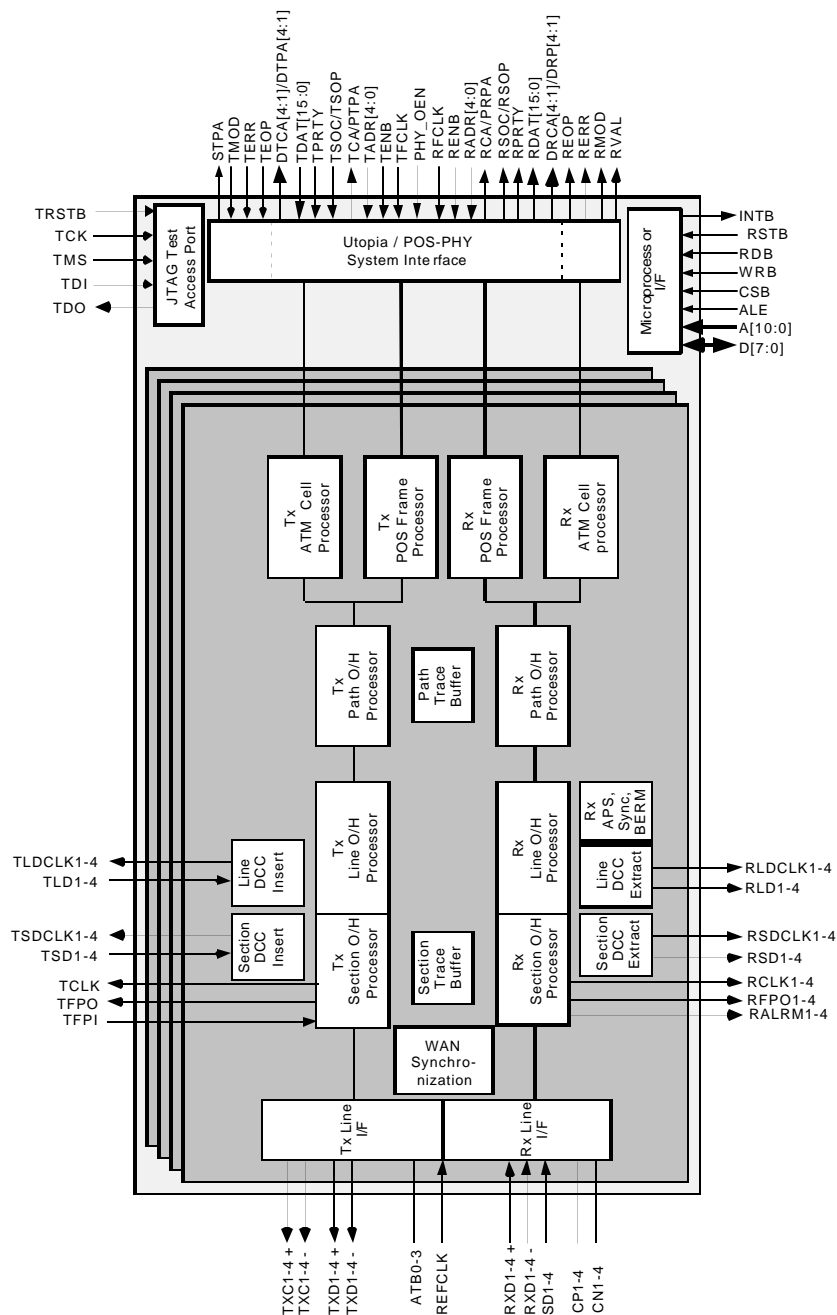 STPA
TMOD
TERR
TEOP
DTCA[4:1]/DTPA[4:1]
TDAT[15:0]
TPRTY
TSOC/TSOP
TCA/PTPA
TADR[4:0]
TENB
TFCLK
PHY_OEN
RFCLK
RENB
RADR[4:0]
RCA/PRPA
RSOC/RSOP
RPRTY
RDAT[15:0]
DRCA[4:1]/DRP[4:1]
REOP
RERR
RMOD
RVAL
TRSTB
TCK
TMS
TDI
TDO
JTAG Test
Access Port
Utopia / POS-PHY
System Interface
Microprocessor
I/F
INTB
RSTB
RDB
WRB
CSB
ALE
A[10:0]
D[7:0]
Tx
ATM Cell
Processor
Tx
POS Frame
Processor
Rx
POS Frame
Processor
Rx
ATM Cell
processor
Tx
Path O/H
Processor
Path
Trace
Buffer
Rx
Path O/H
Processor
Tx
Line O/H
Processor
Rx
Line O/H
Processor
Rx
APS,
Sync,
BERM
TLDCLK1-4
TLD1-4
Line
DCC
Insert
Line
DCC
Extract
RLDCLK1-4
RLD1-4
TSDCLK1-4
TSD1-4
Section
DCC
Insert
Tx
Section O/H
Processor
Section
Trace
Buffer
Rx
Section O/H
Processor
Section
DCC
Extract
RSDCLK1-4
RSD1-4
TCLK
TFPO
TFPI
RCLK1-4
RFPO1-4
RALRM1-4
WAN
Synchro-
nization
Tx Line
I/F
Rx Line
I/F
TXC1-4 +
TXC1-4 -
TXD1-4 +
TXD1-4 -
ATB0-3
REFCLK
RXD1-4 +
RXD1-4 -
SD1-4
CP1-4
CN1-4